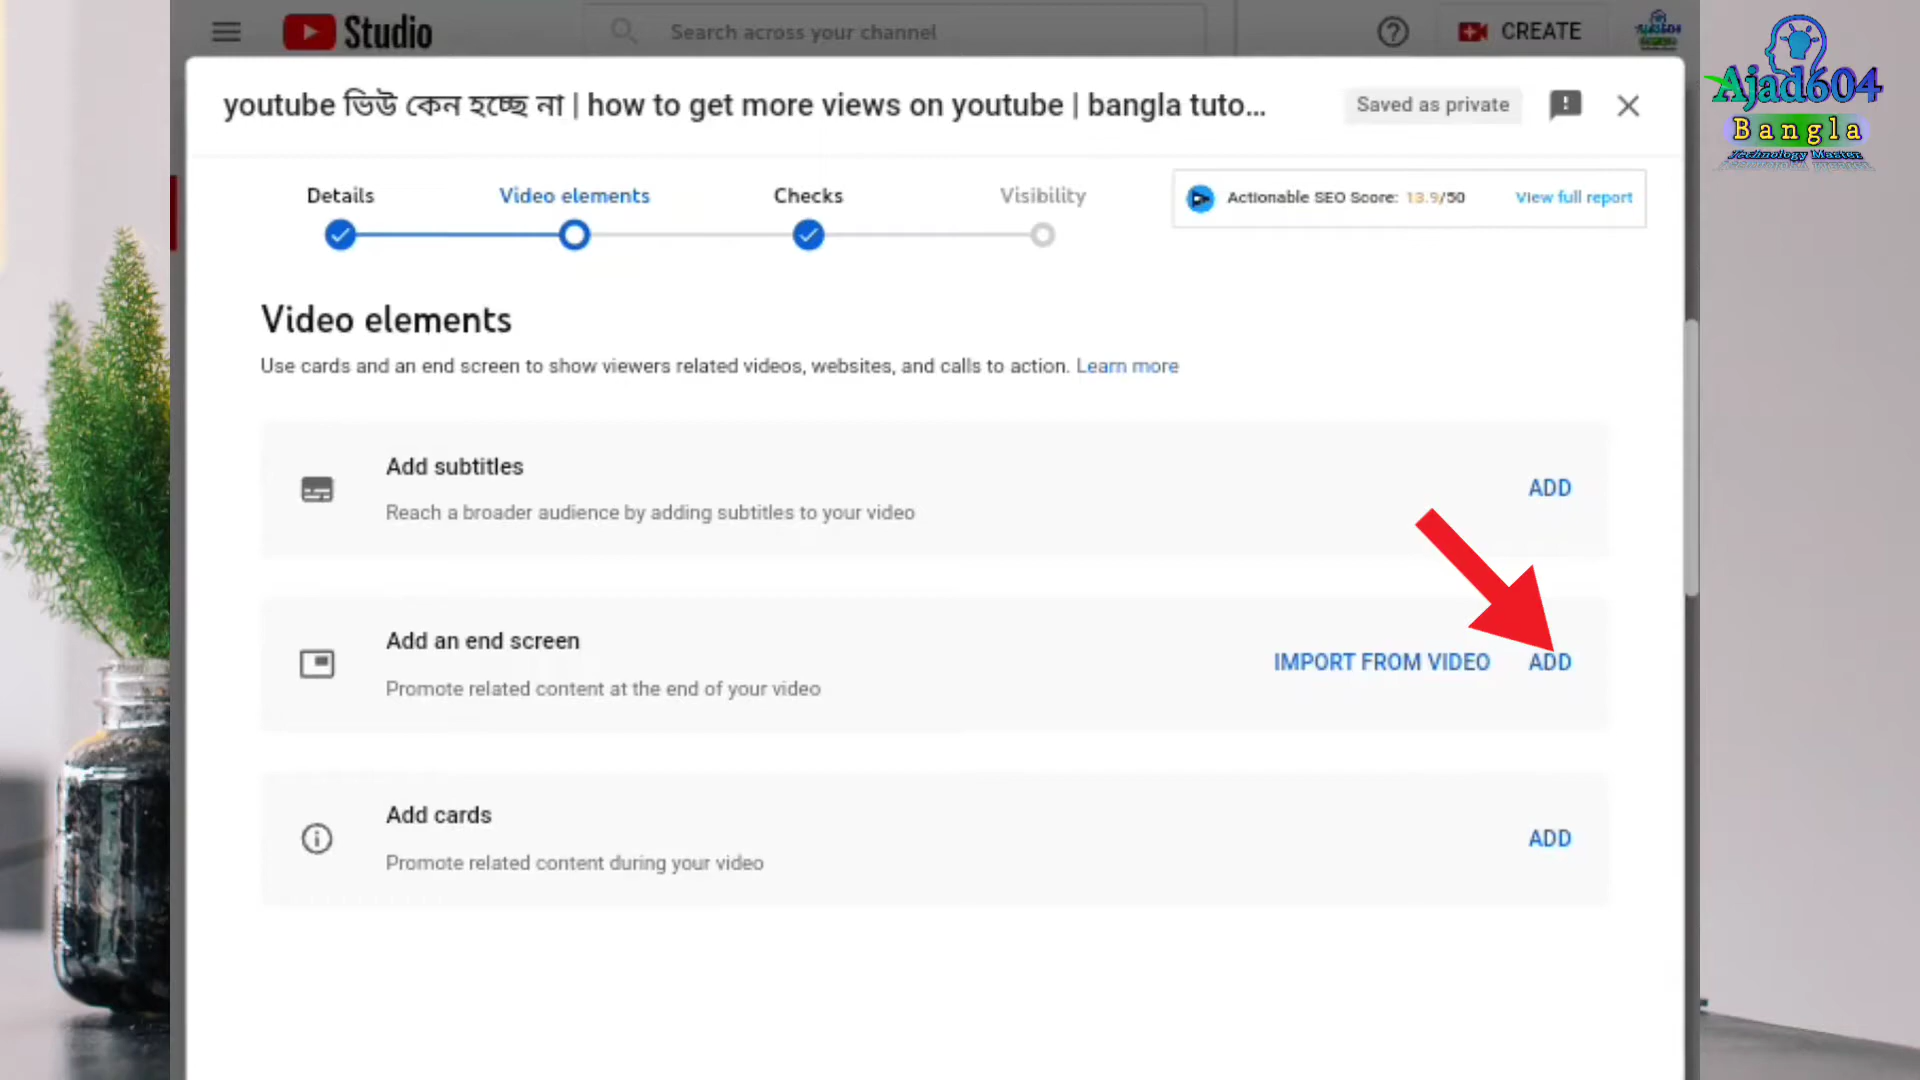 Studio
Search across your channel
CREATE
Ajad604
Bangla
Technology Master
youtube ভিউ কেন হচ্ছে না | how to get more views on youtube | bangla tuto...
Saved as private
Details
Video elements
Checks
Visibility
Actionable SEO Score: 13.9/50
View full report
Video elements
Use cards and an end screen to show viewers related videos, websites, and calls to action. Learn more
Add subtitles
Reach a broader audience by adding subtitles to your video
ADD
Add an end screen
Promote related content at the end of your video
IMPORT FROM VIDEO
ADD
Add cards
Promote related content during your video
ADD